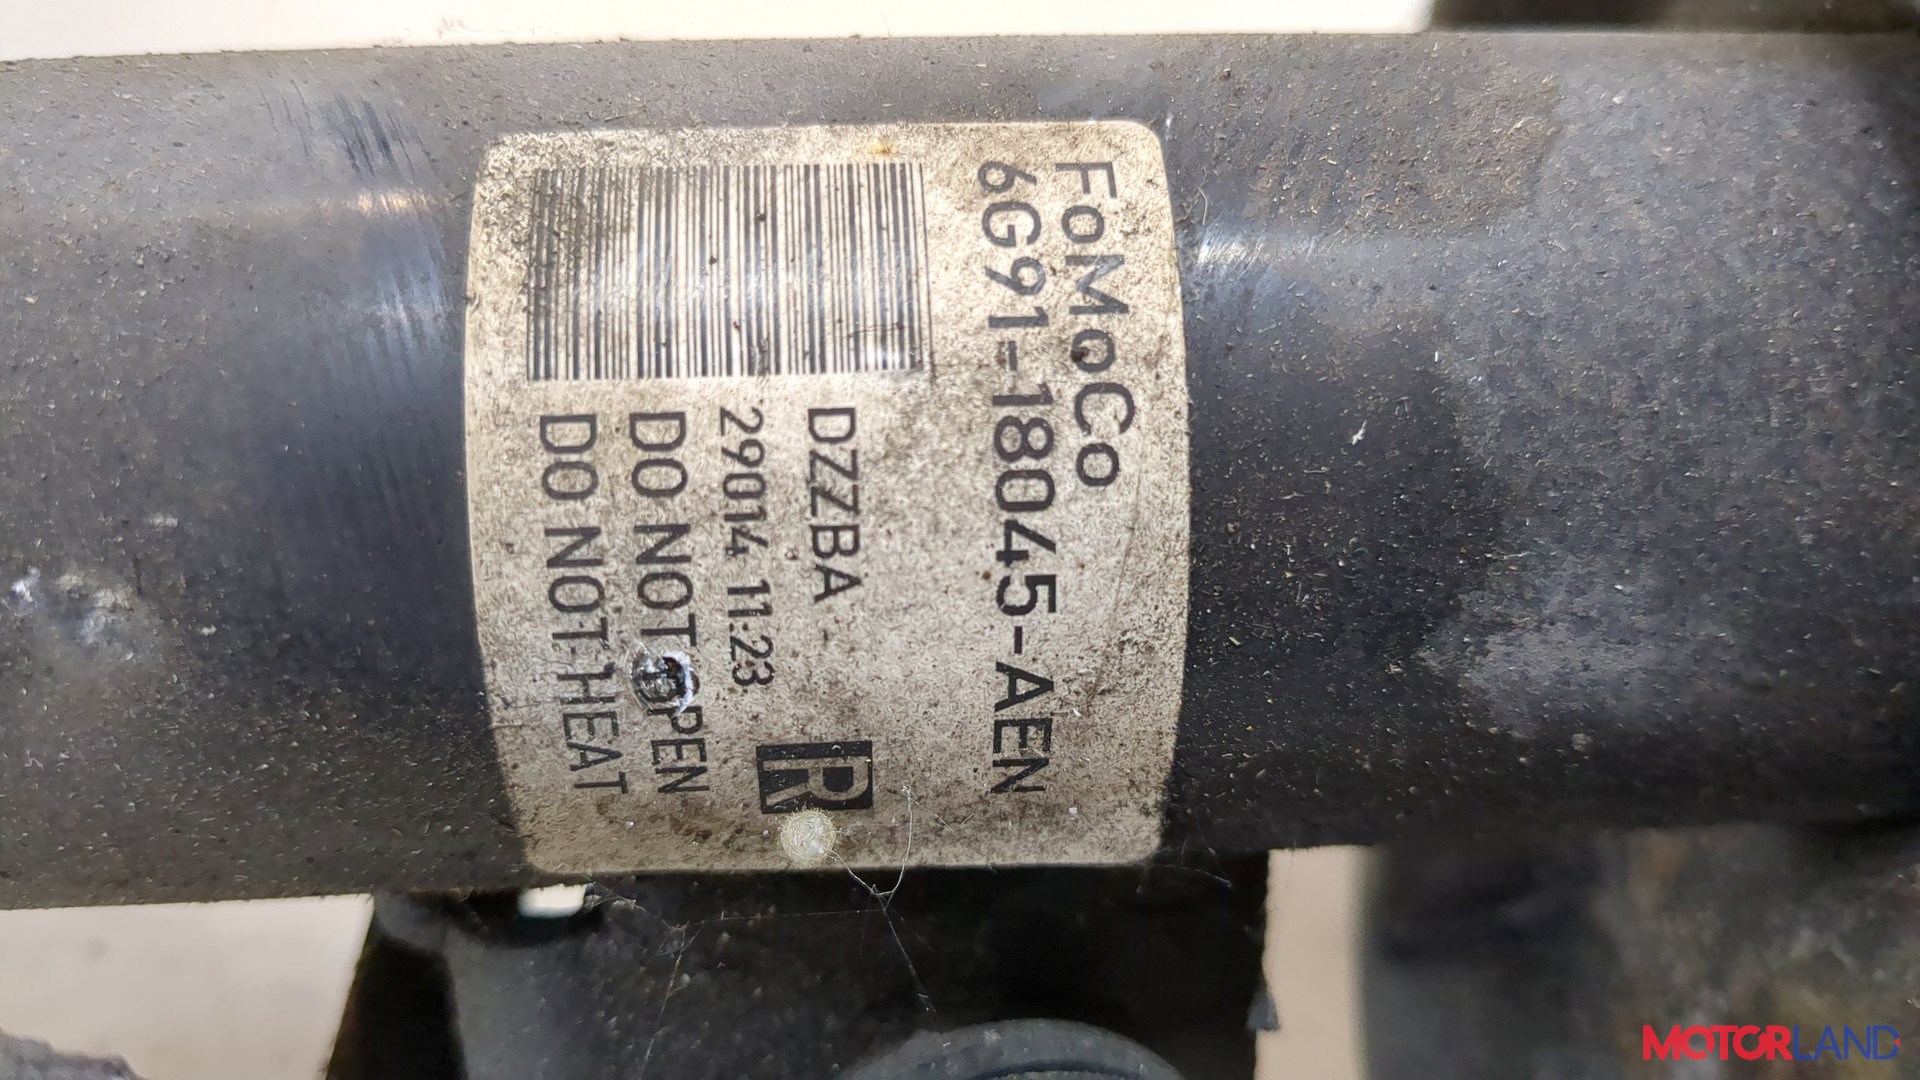 FoMoCo
6G91-18045-AEN
DZZBA
R
29014 11:23
DO NOT OPEN
DO NOT HEAT
MOTORLAND